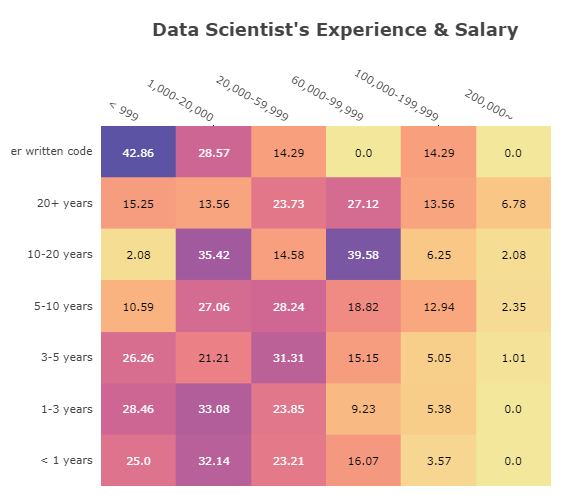 Data Scientist's Experience & Salary
< 999 1,000-20,000 20,000-59,999 60,000-99,999 100,000-199,999 200,000~
er written code 42.86 28.57 14.29 0.0 14.29 0.0
20+ years 15.25 13.56 23.73 27.12 13.56 6.78
10-20 years 2.08 35.42 14.58 39.58 6.25 2.08
5-10 years 10.59 27.06 28.24 18.82 12.94 2.35
3-5 years 26.26 21.21 31.31 15.15 5.05 1.01
1-3 years 28.46 33.08 23.85 9.23 5.38 0.0
< 1 years 25.0 32.14 23.21 16.07 3.57 0.0